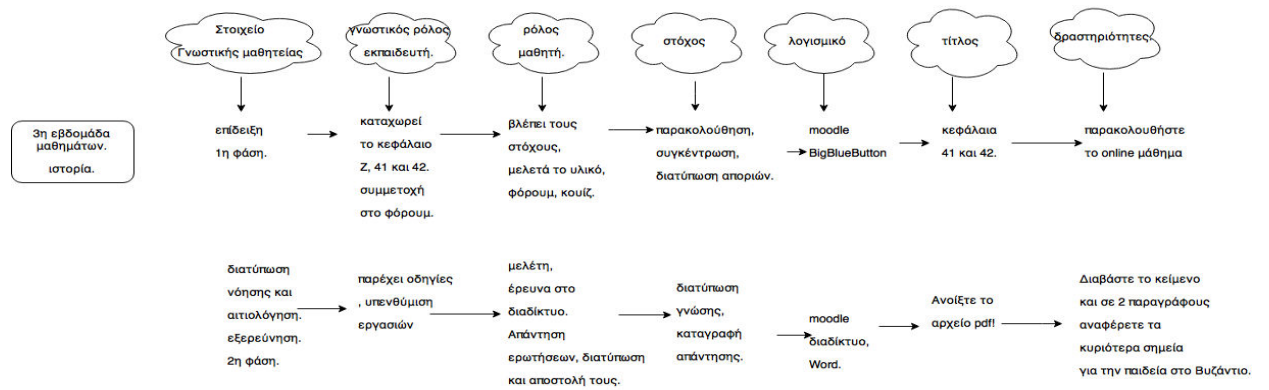 Στοιχείο
Γνωστικής μαθητείας
γνωστικός ρόλος
εκπαιδευτή.
ρόλος
μαθητή.
στόχος
λογισμικό
τίτλος
δραστηριότητες.
3η εβδομάδα
μαθημάτων.
ιστορία.
επίδειξη
1η φάση.
καταχωρεί
το κεφάλαιο
Ζ, 41 και 42.
συμμετοχή
στο φόρουμ.
βλέπει τους
στόχους,
μελετά το υλικό,
φόρουμ, κουίζ.
παρακολούθηση,
συγκέντρωση,
διατύπωση αποριών.
moodle
BigBlueButton
κεφάλαια
41 και 42.
παρακολουθήστε
το online μάθημα
διατύπωση
νόησης και
αιτιολόγηση.
εξερεύνηση.
2η φάση.
παρέχει οδηγίες
, υπενθύμιση
εργασιών
μελέτη,
έρευνα στο
διαδίκτυο.
Απάντηση
ερωτήσεων, διατύπωση
και αποστολή τους.
διατύπωση
γνώσης,
καταγραφή
απάντησης.
moodle
διαδίκτυο,
Word.
Ανοίξτε το
αρχείο pdf!
Διαβάστε το κείμενο
και σε 2 παραγράφους
αναφέρετε τα
κυριότερα σημεία
για την παιδεία στο Βυζάντιο.